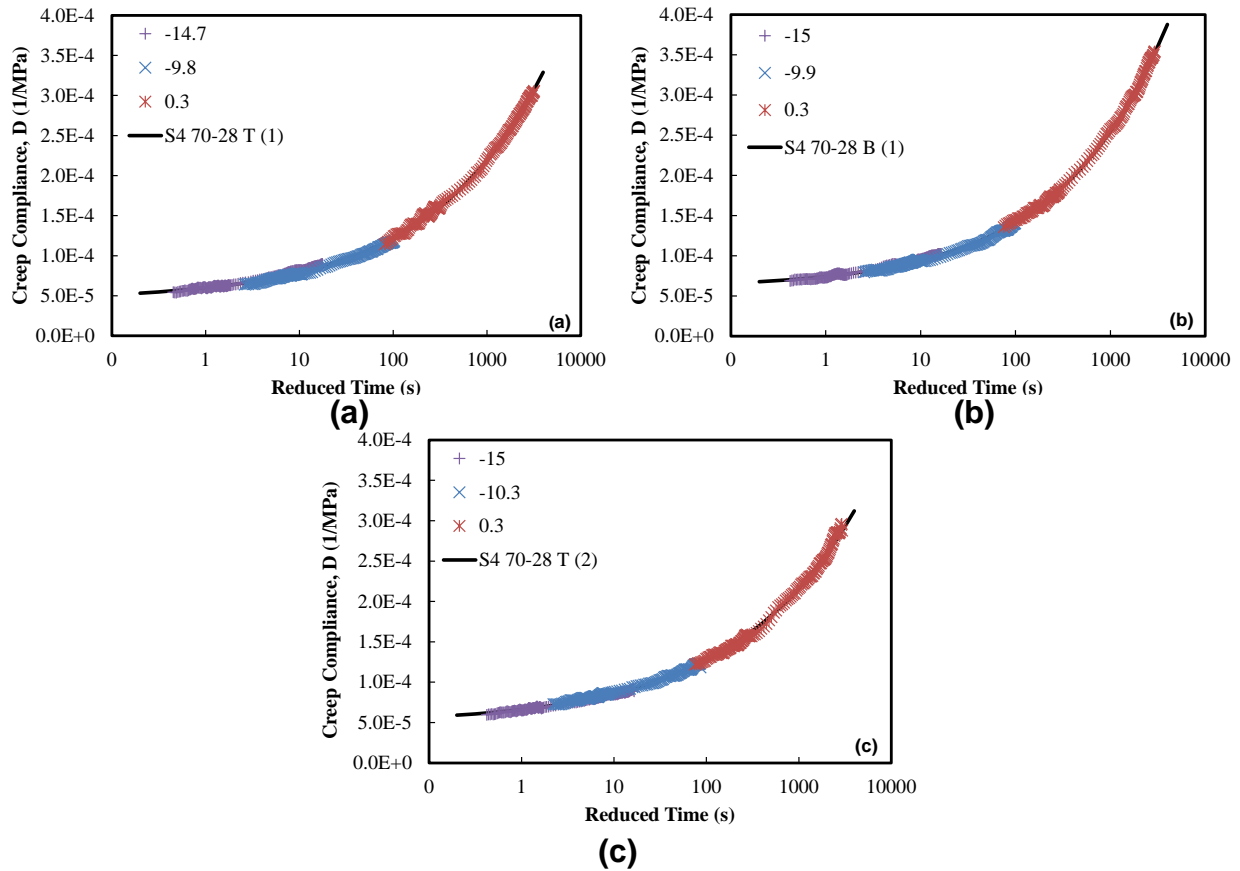 4.0E-4
3.5E-4
3.0E-4
2.5E-4
2.0E-4
1.5E-4
1.0E-4
5.0E-5
0.0E+0
Creep Compliance, D (1/MPa)
-14.7
-9.8
0.3
S4 70-28 T (1)
(a)
0 1 10 100 1000 10000
Reduced Time (s)
(a)
4.0E-4
3.5E-4
3.0E-4
2.5E-4
2.0E-4
1.5E-4
1.0E-4
5.0E-5
0.0E+0
Creep Compliance, D (1/MPa)
-15
-9.9
0.3
S4 70-28 B (1)
(b)
0 1 10 100 1000 10000
Reduced Time (s)
(b)
4.0E-4
3.5E-4
3.0E-4
2.5E-4
2.0E-4
1.5E-4
1.0E-4
5.0E-5
0.0E+0
Creep Compliance, D (1/MPa)
-15
-10.3
0.3
S4 70-28 T (2)
(c)
0 1 10 100 1000 10000
Reduced Time (s)
(c)